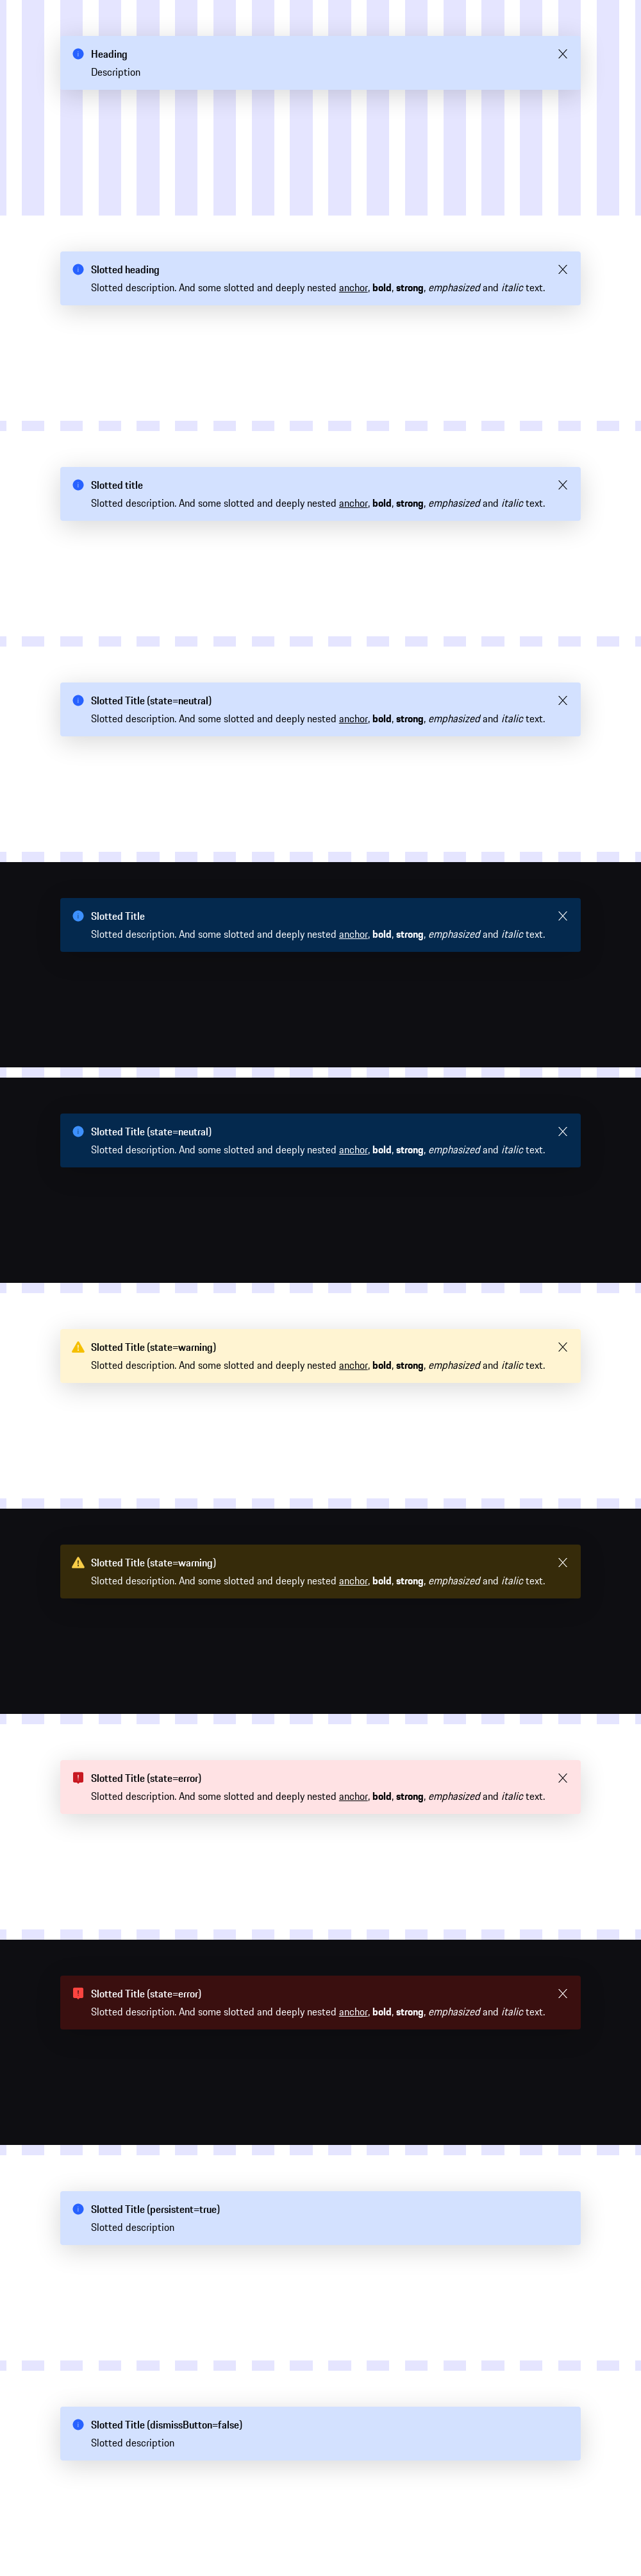 Heading
Description
Slotted heading
Slotted description. And some slotted and deeply nested anchor, bold, strong, emphasized and italic text.
Slotted title
Slotted description. And some slotted and deeply nested anchor, bold, strong, emphasized and italic text.
Slotted Title (state=neutral)
Slotted description. And some slotted and deeply nested anchor, bold, strong, emphasized and italic text.
Slotted Title
Slotted description. And some slotted and deeply nested anchor, bold, strong, emphasized and italic text.
Slotted Title (state=neutral)
Slotted description. And some slotted and deeply nested anchor, bold, strong, emphasized and italic text.
Slotted Title (state=warning)
Slotted description. And some slotted and deeply nested anchor, bold, strong, emphasized and italic text.
Slotted Title (state=warning)
Slotted description. And some slotted and deeply nested anchor, bold, strong, emphasized and italic text.
Slotted Title (state=error)
Slotted description. And some slotted and deeply nested anchor, bold, strong, emphasized and italic text.
Slotted Title (state=error)
Slotted description. And some slotted and deeply nested anchor, bold, strong, emphasized and italic text.
Slotted Title (persistent=true)
Slotted description
Slotted Title (dismissButton=false)
Slotted description